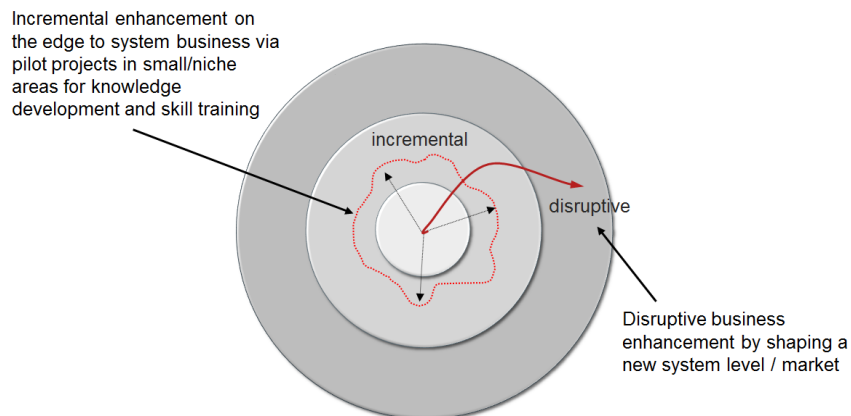 Incremental enhancement on
the edge to system business via
pilot projects in small/niche
areas for knowledge
development and skill training
incremental
disruptive
Disruptive business
enhancement by shaping a
new system level / market